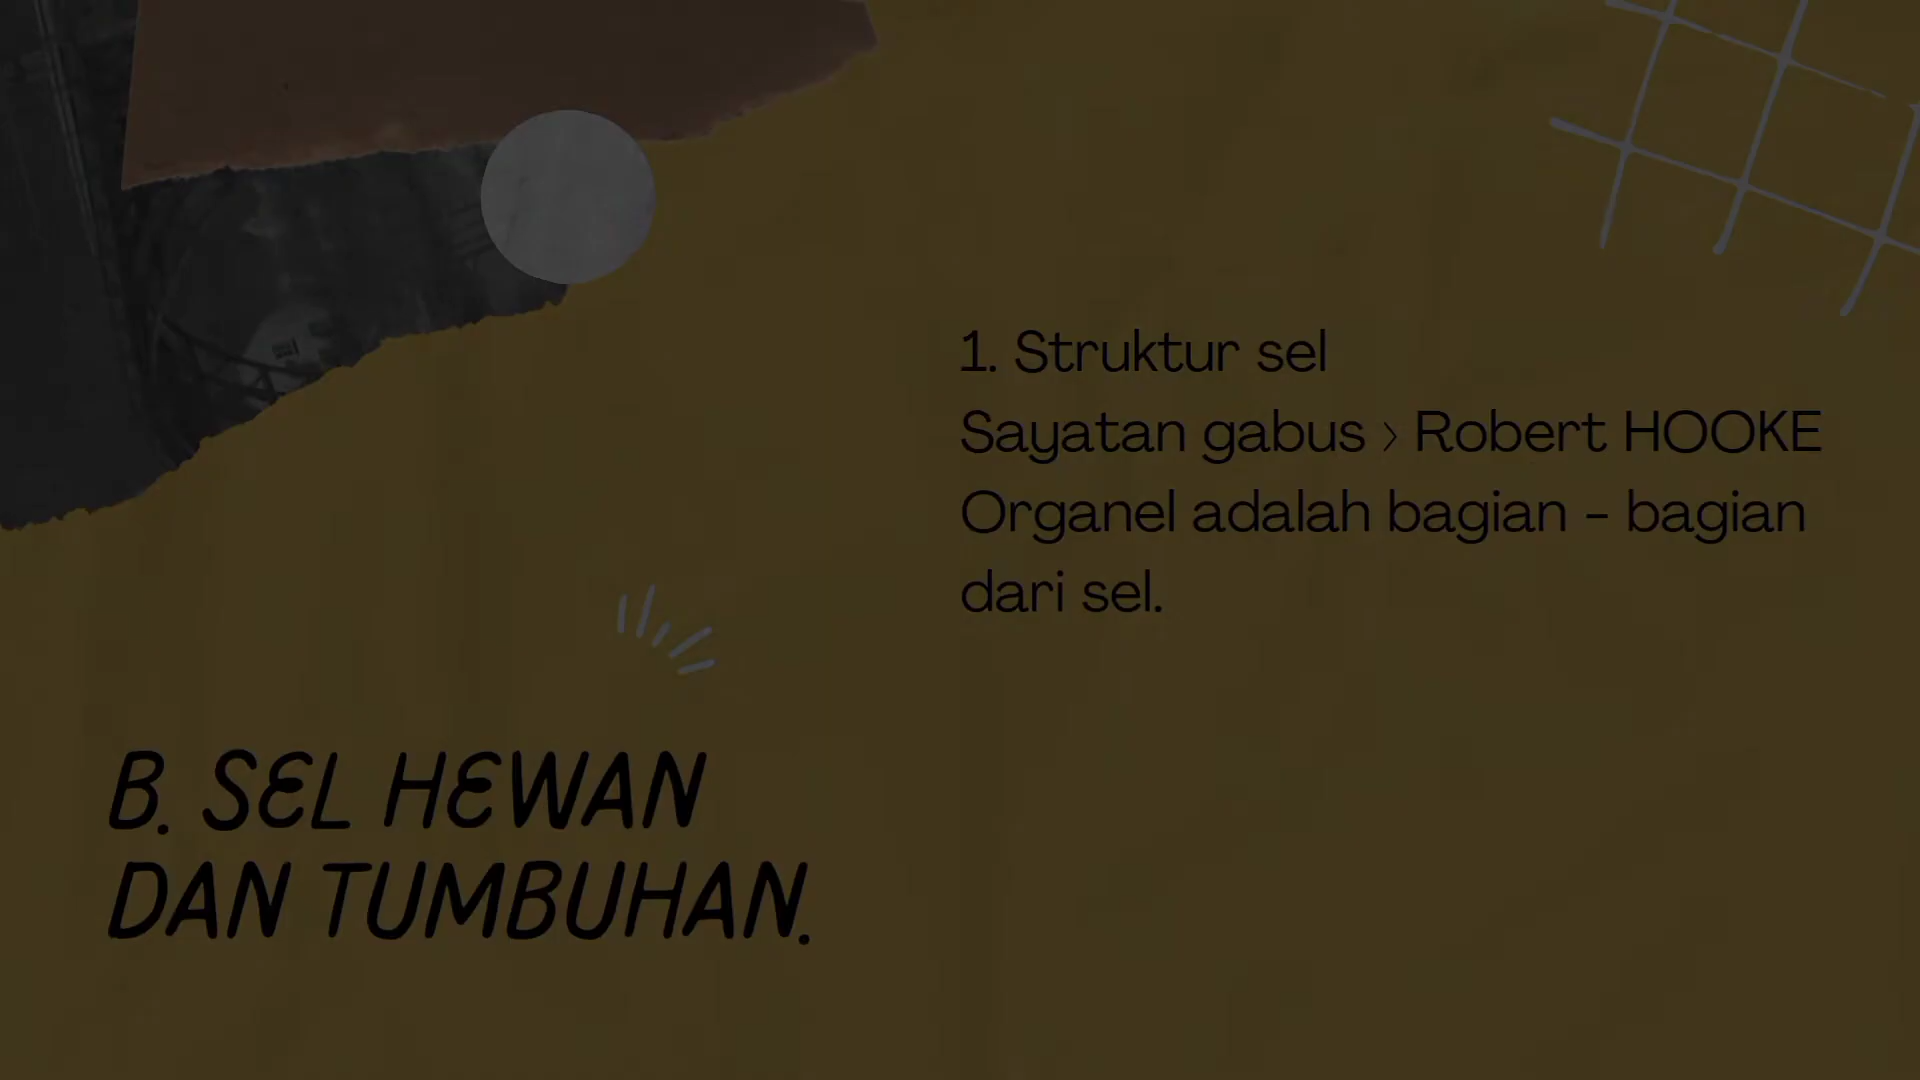 1. Struktur sel
Sayatan gabus > Robert HOOKE
Organel adalah bagian - bagian
dari sel.
B. SEL HEWAN
DAN TUMBUHAN.